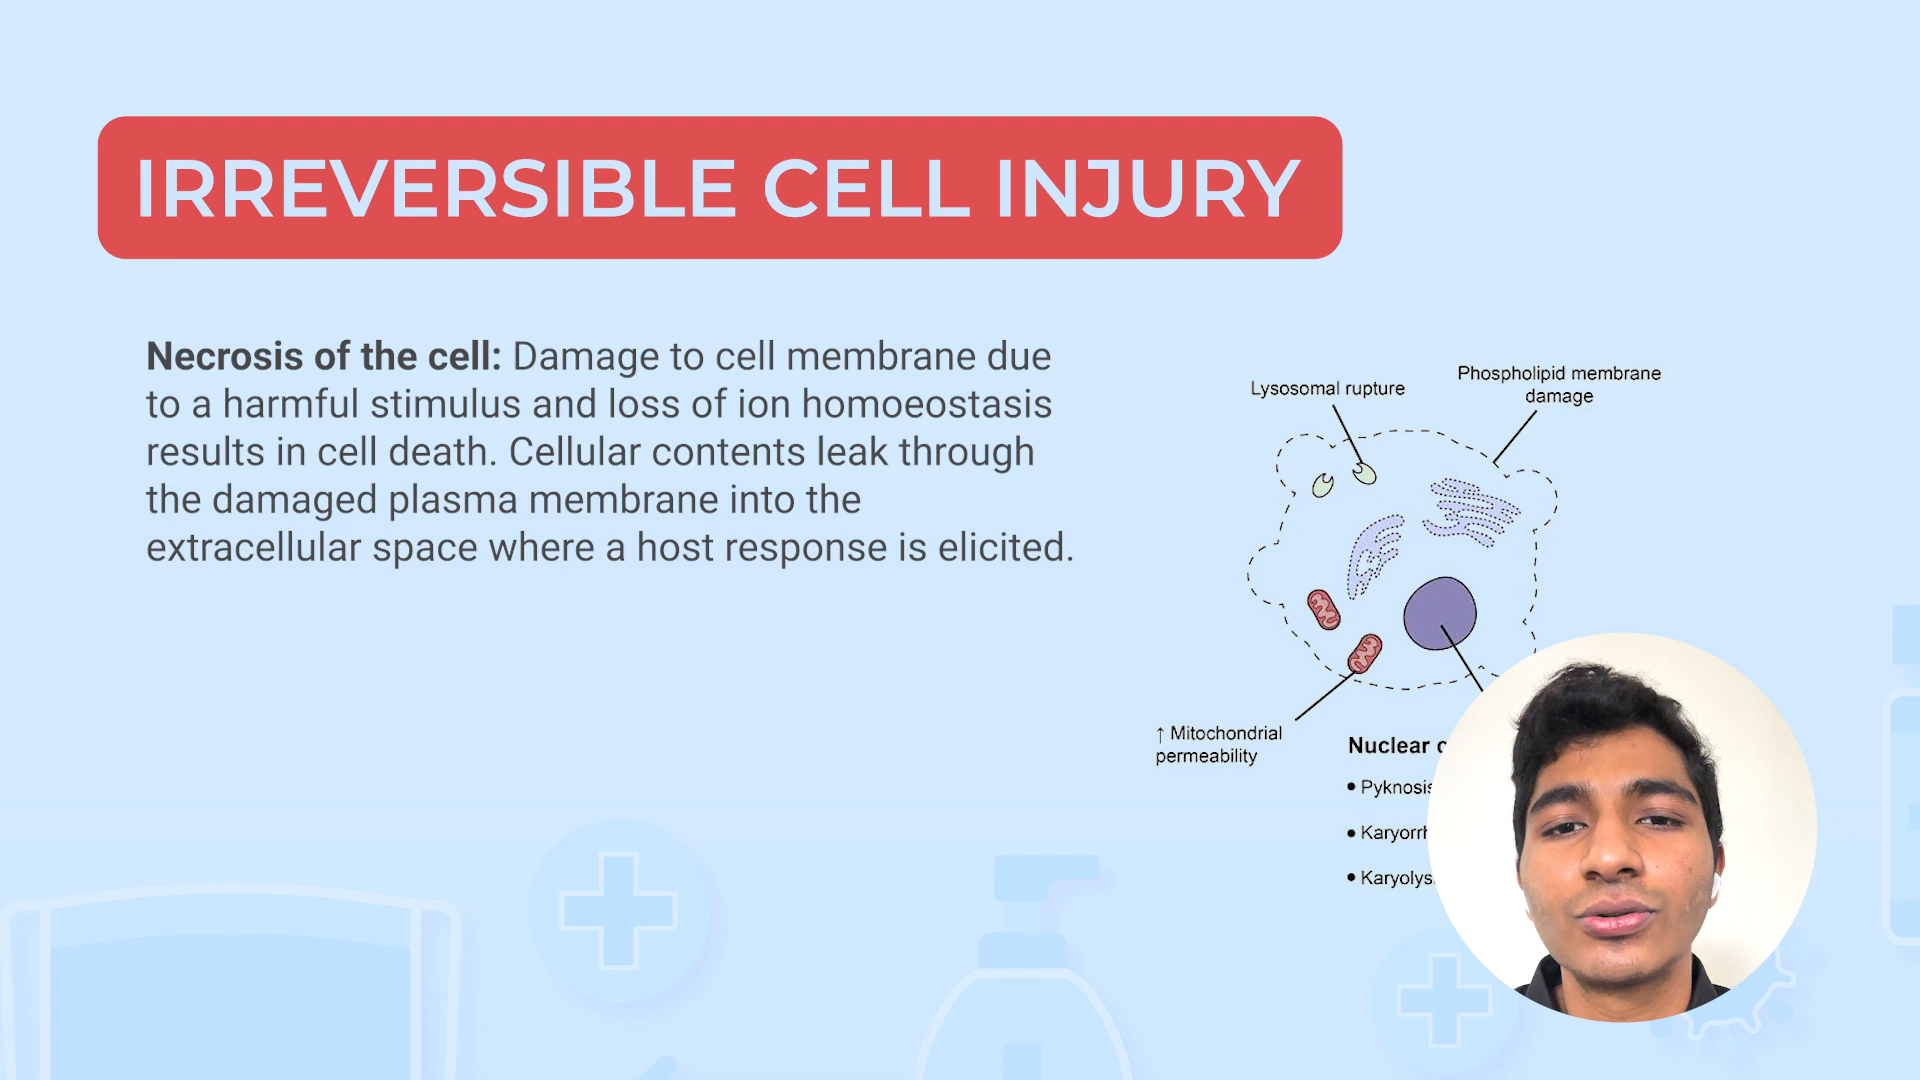 IRREVERSIBLE CELL INJURY
Necrosis of the cell: Damage to cell membrane due
to a harmful stimulus and loss of ion homoeostasis
results in cell death. Cellular contents leak through
the damaged plasma membrane into the
extracellular space where a host response is elicited.
Lysosomal rupture
Phospholipid membrane
damage
↑ Mitochondrial
permeability
Nuclear
• Pyknosis